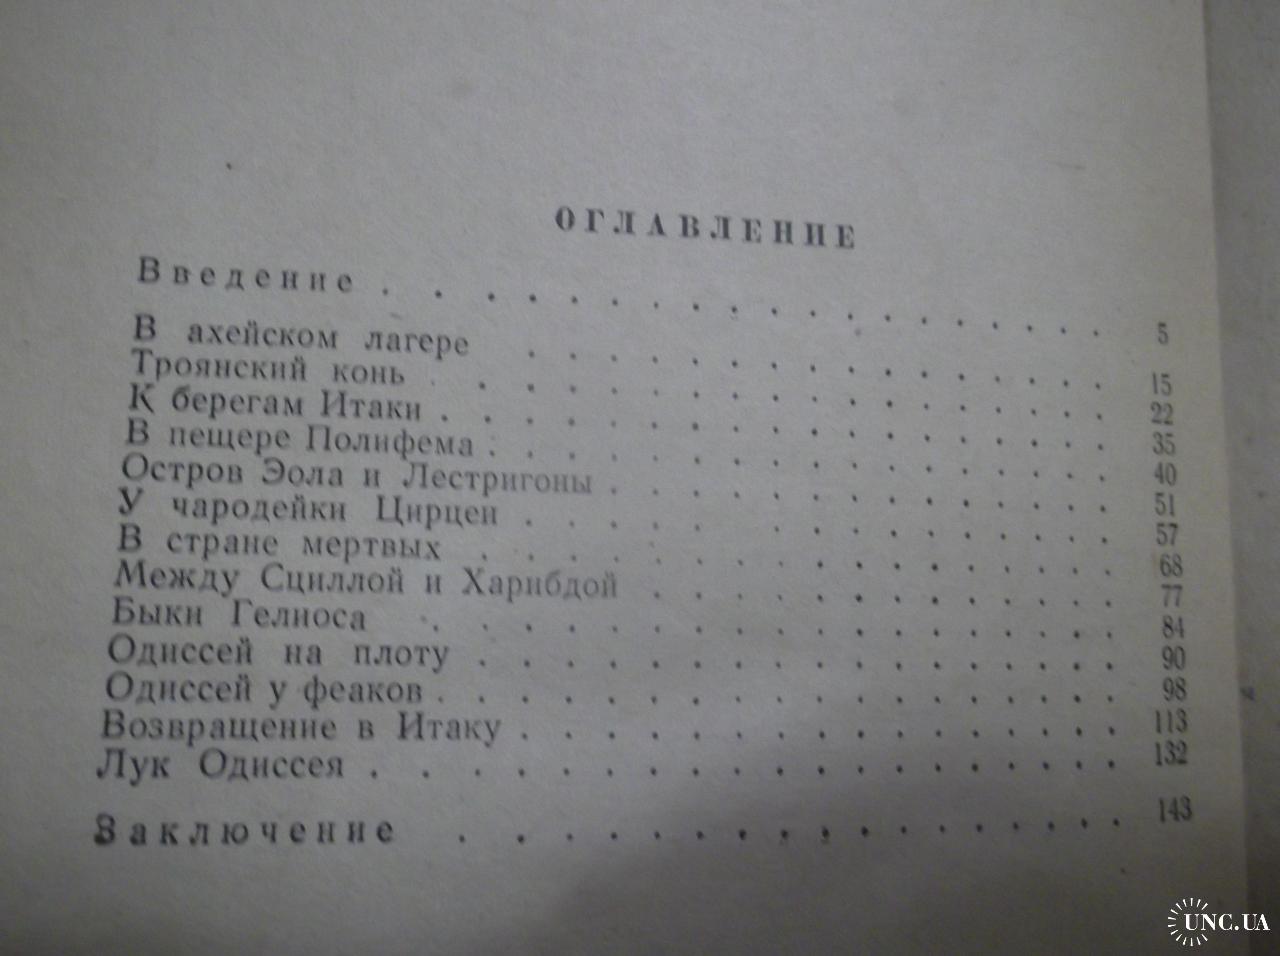 ОГЛАВЛЕНИЕ
Введение . . . . . . . . . . . . . . . . . 5
В ахейском лагере . . . . . . . . . . . . . . 15
Троянский конь . . . . . . . . . . . . . . . 22
К берегам Итаки . . . . . . . . . . . . . . . 35
В пещере Полифема . . . . . . . . . . . . . . 40
Остров Эола и Лестригоны . . . . . . . . . . . . 51
У чародейки Цирцеи . . . . . . . . . . . . . . 57
В стране мертвых . . . . . . . . . . . . . . . 68
Между Сциллой и Харибдой . . . . . . . . . . . . 77
Быки Гелиоса . . . . . . . . . . . . . . . . 84
Одиссей на плоту . . . . . . . . . . . . . . . 90
Одиссей у феаков . . . . . . . . . . . . . . . 98
Возвращение в Итаку . . . . . . . . . . . . . . 113
Лук Одиссея . . . . . . . . . . . . . . . . . 132
Заключение . . . . . . . . . . . . . . . . 143
UNC.UA